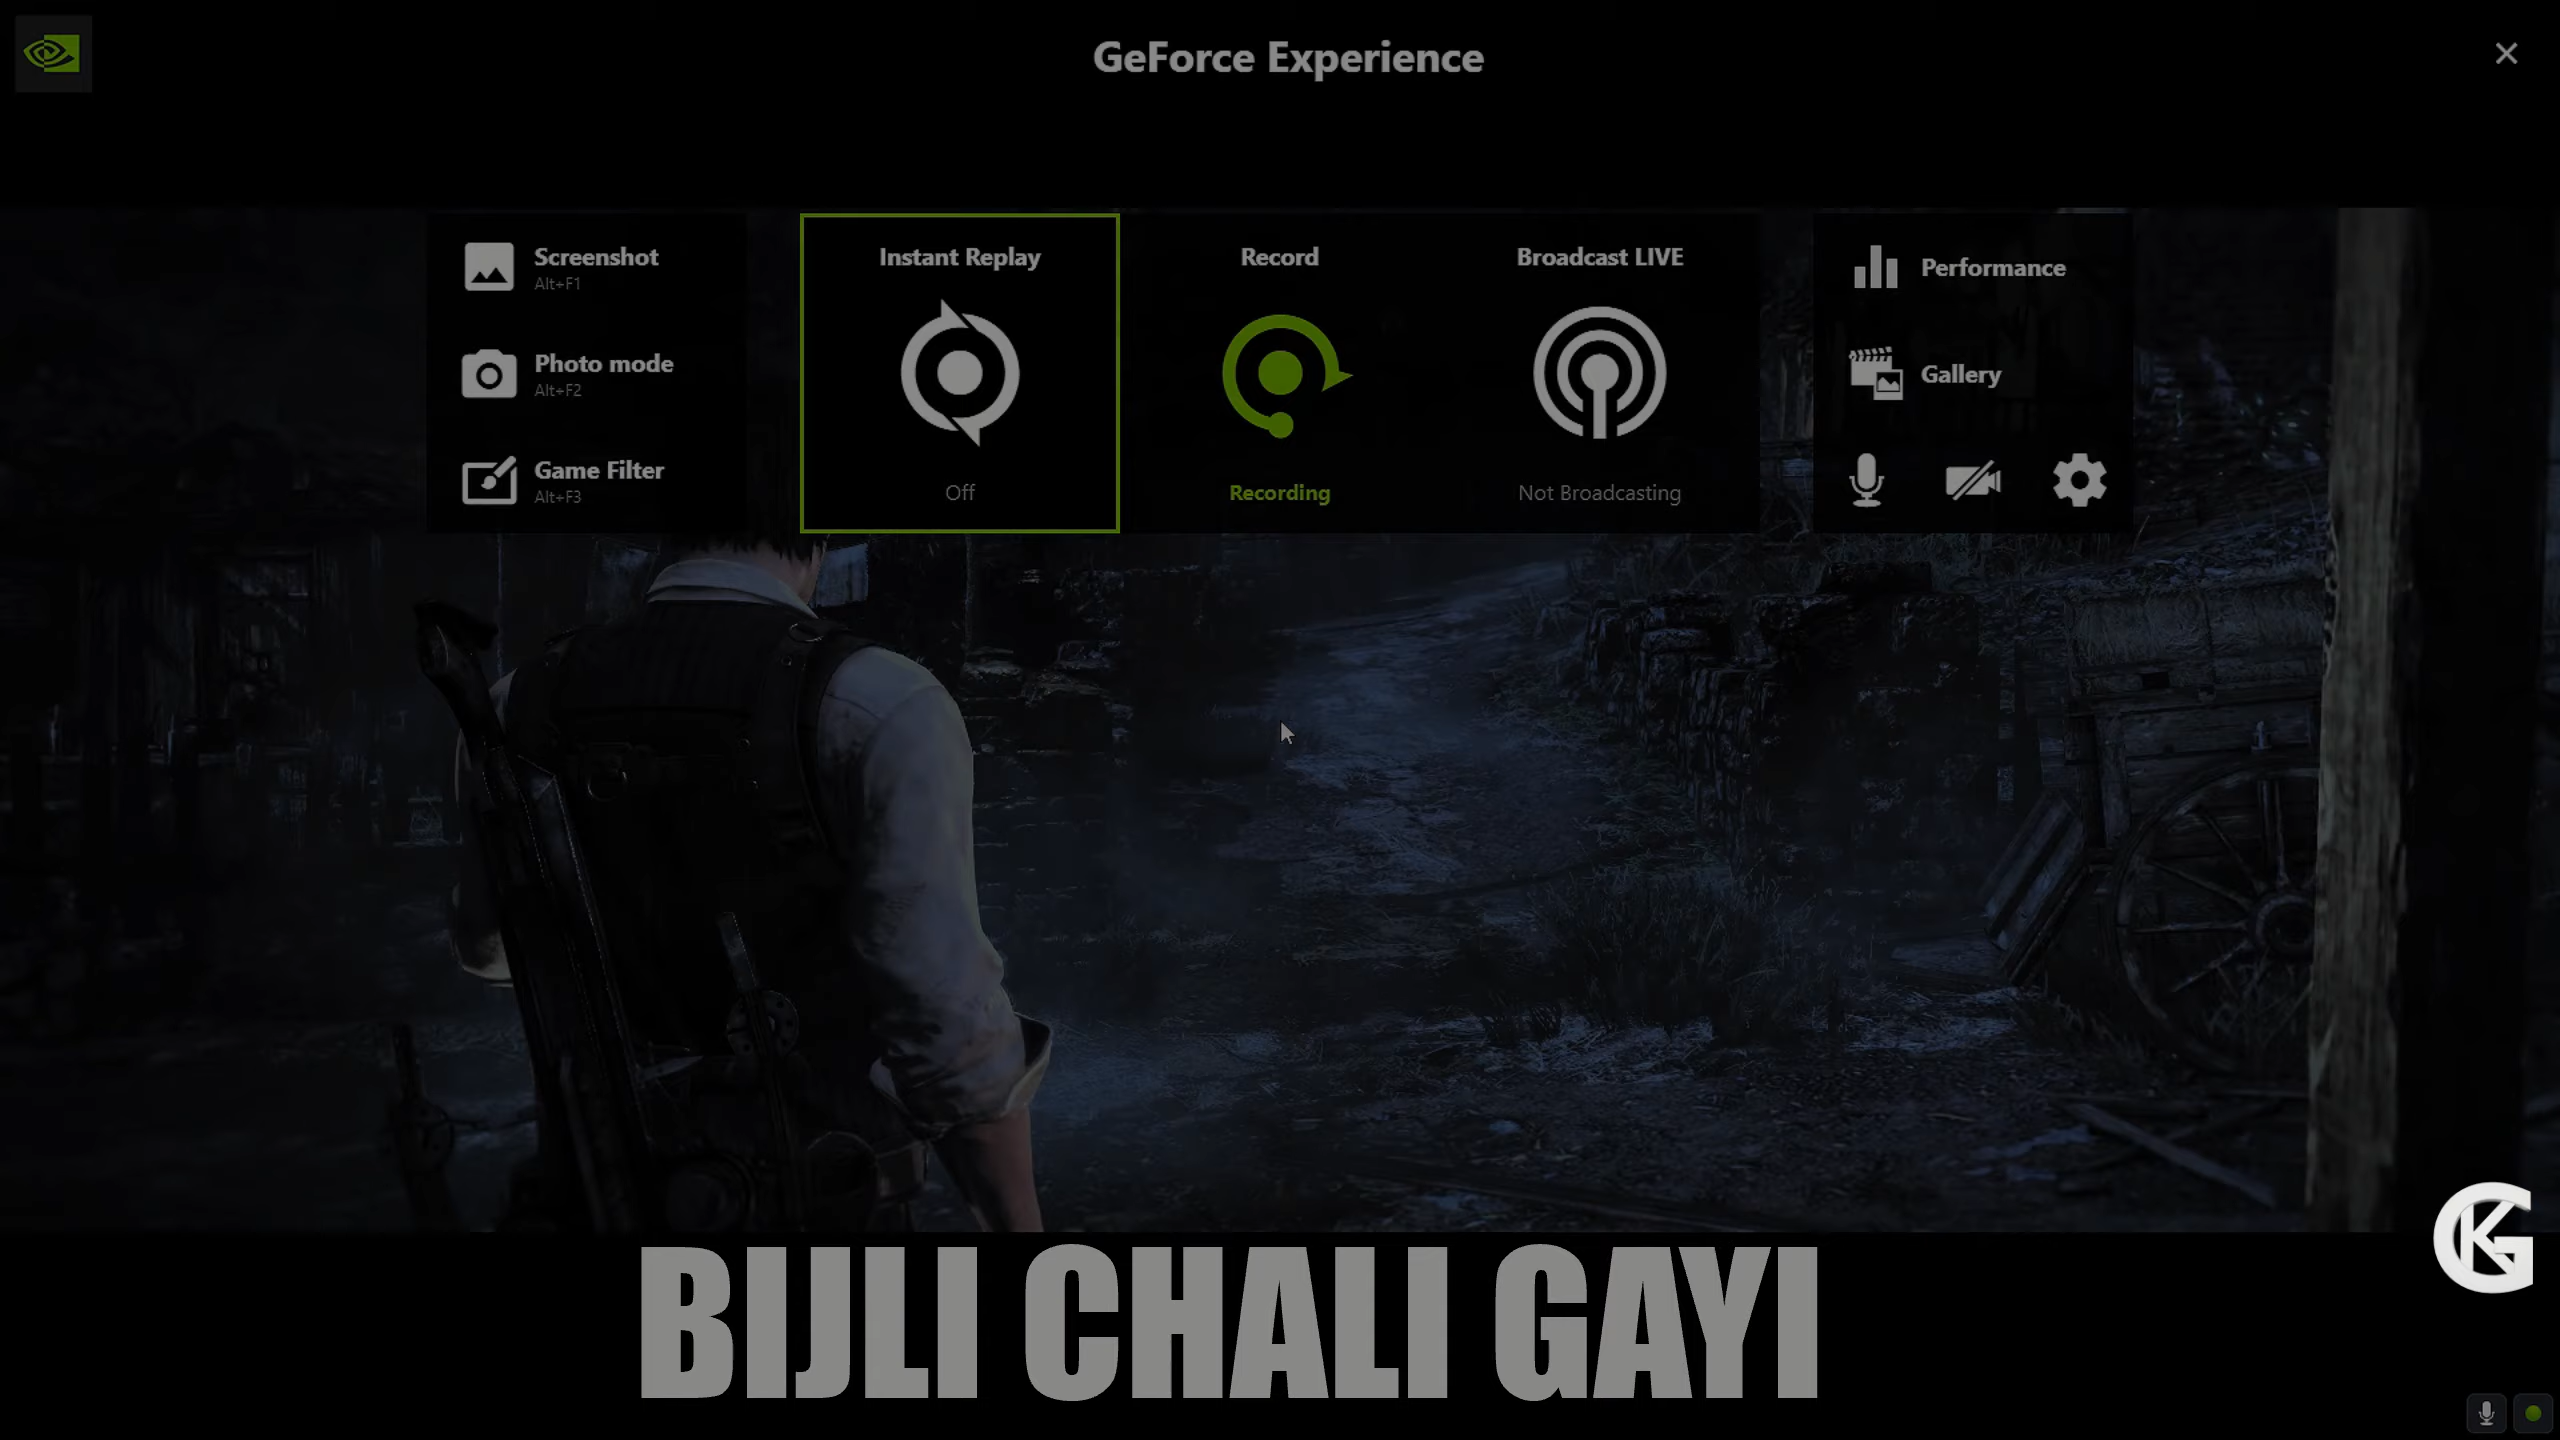 GeForce Experience
Screenshot
Alt+F1
Photo mode
Alt+F2
Game Filter
Alt+F3
Instant Replay
Off
Record
Recording
Broadcast LIVE
Not Broadcasting
Performance
Gallery
BIJLI CHALI GAYI
GK